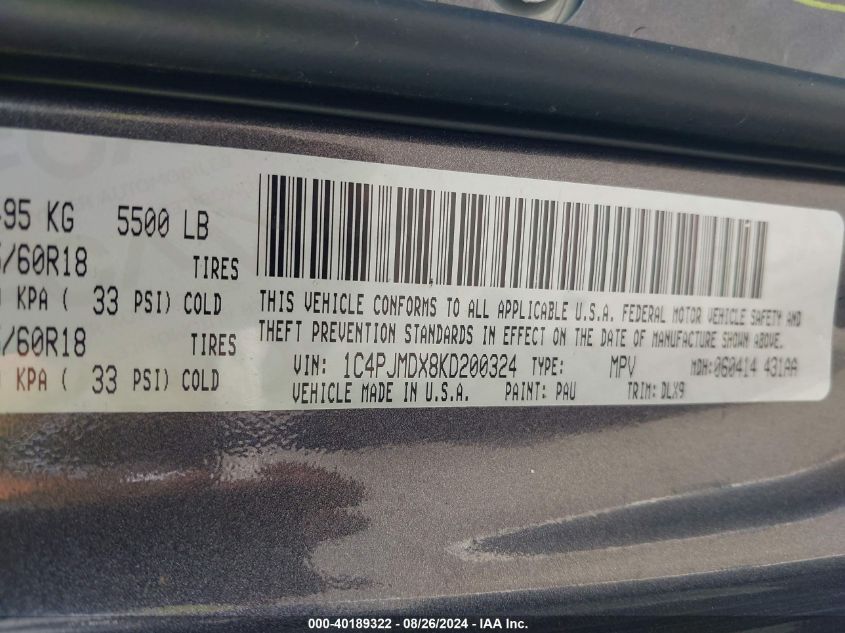 95 KG 5500 LB
/60R18 TIRES
KPA ( 33 PSI) COLD
/60R18 TIRES
KPA ( 33 PSI) COLD
THIS VEHICLE CONFORMS TO ALL APPLICABLE U.S.A. FEDERAL MOTOR VEHICLE SAFETY AND
THEFT PREVENTION STANDARDS IN EFFECT ON THE DATE OF MANUFACTURE SHOWN ABOVE.
VIN: 1C4PJMDX8KD200324 TYPE: MPV MDH: 060414 431AA
VEHICLE MADE IN U.S.A. PAINT: PAU TRIM: DLX9
000-40189322 - 08/26/2024 - IAA Inc.